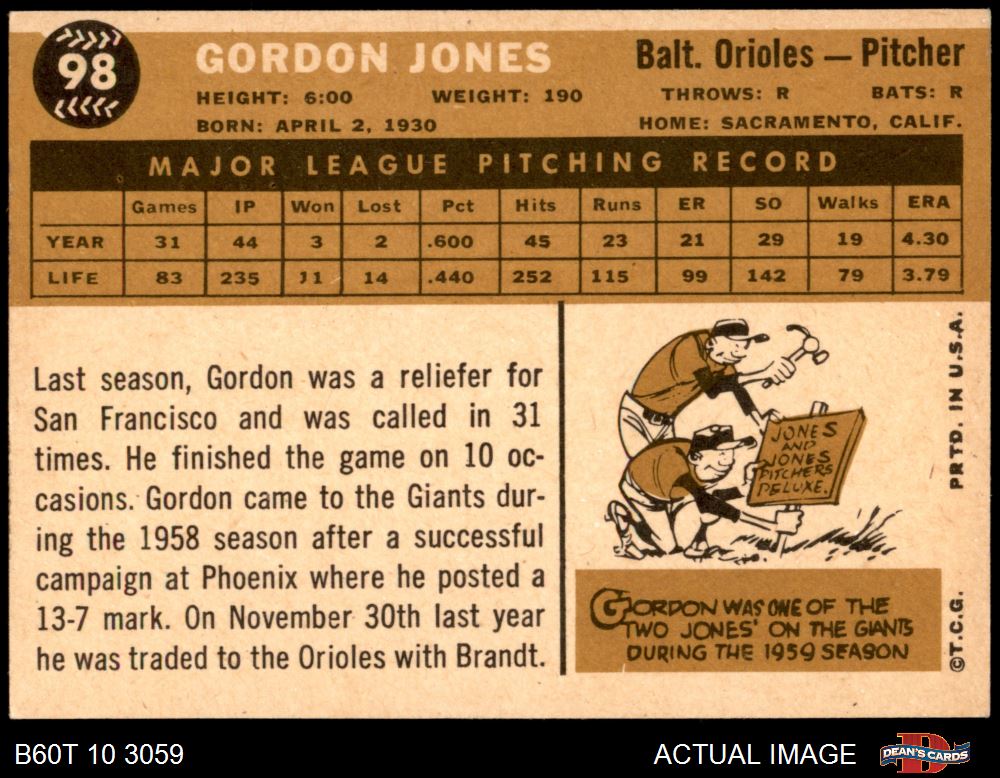 98
GORDON JONES
Balt. Orioles — Pitcher
HEIGHT: 6:00 WEIGHT: 190 THROWS: R BATS: R
BORN: APRIL 2, 1930 HOME: SACRAMENTO, CALIF.
MAJOR LEAGUE PITCHING RECORD
Games IP Won Lost Pct Hits Runs ER SO Walks ERA
YEAR 31 44 3 2 .600 45 23 21 29 19 4.30
LIFE 83 235 11 14 .440 252 115 99 142 79 3.79
Last season, Gordon was a reliefer for
San Francisco and was called in 31
times. He finished the game on 10 oc-
casions. Gordon came to the Giants dur-
ing the 1958 season after a successful
campaign at Phoenix where he posted a
13-7 mark. On November 30th last year
he was traded to the Orioles with Brandt.
JONES
AND
JONES
PITCHERS
DELUXE.
GORDON WAS ONE OF THE
TWO JONES' ON THE GIANTS
DURING THE 1959 SEASON
©T.C.G. PRTD. IN U.S.A.
B60T 10 3059
ACTUAL IMAGE
D
DEAN'S CARDS